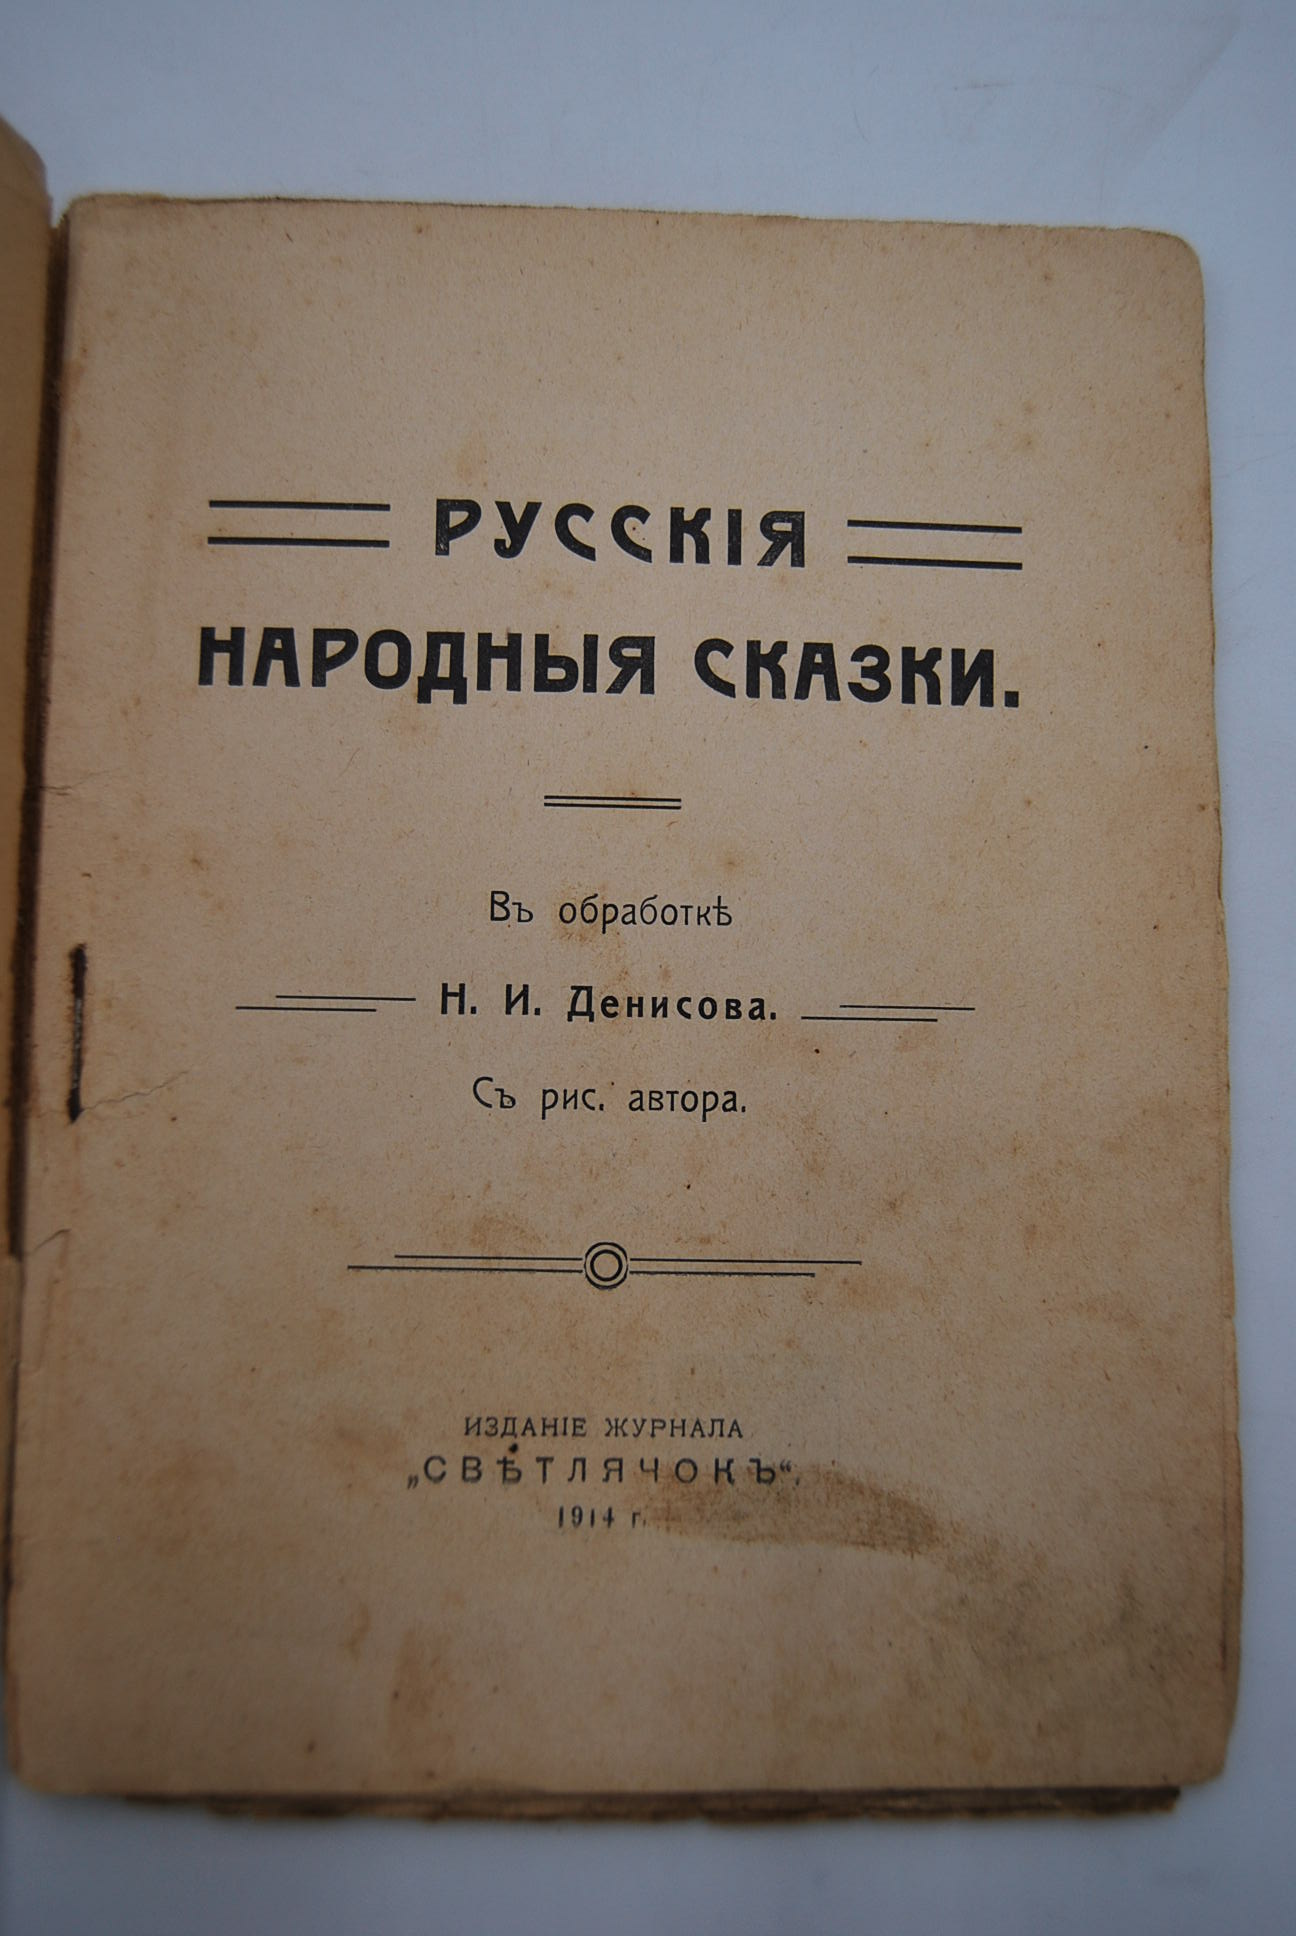 РУССКІЯ
НАРОДНЫЯ СКАЗКИ.
Въ обработкѣ
Н. И. Денисова.
Съ рис. автора.
ИЗДАНІЕ ЖУРНАЛА
„СВѢТЛЯЧОКЪ“.
1914 г.